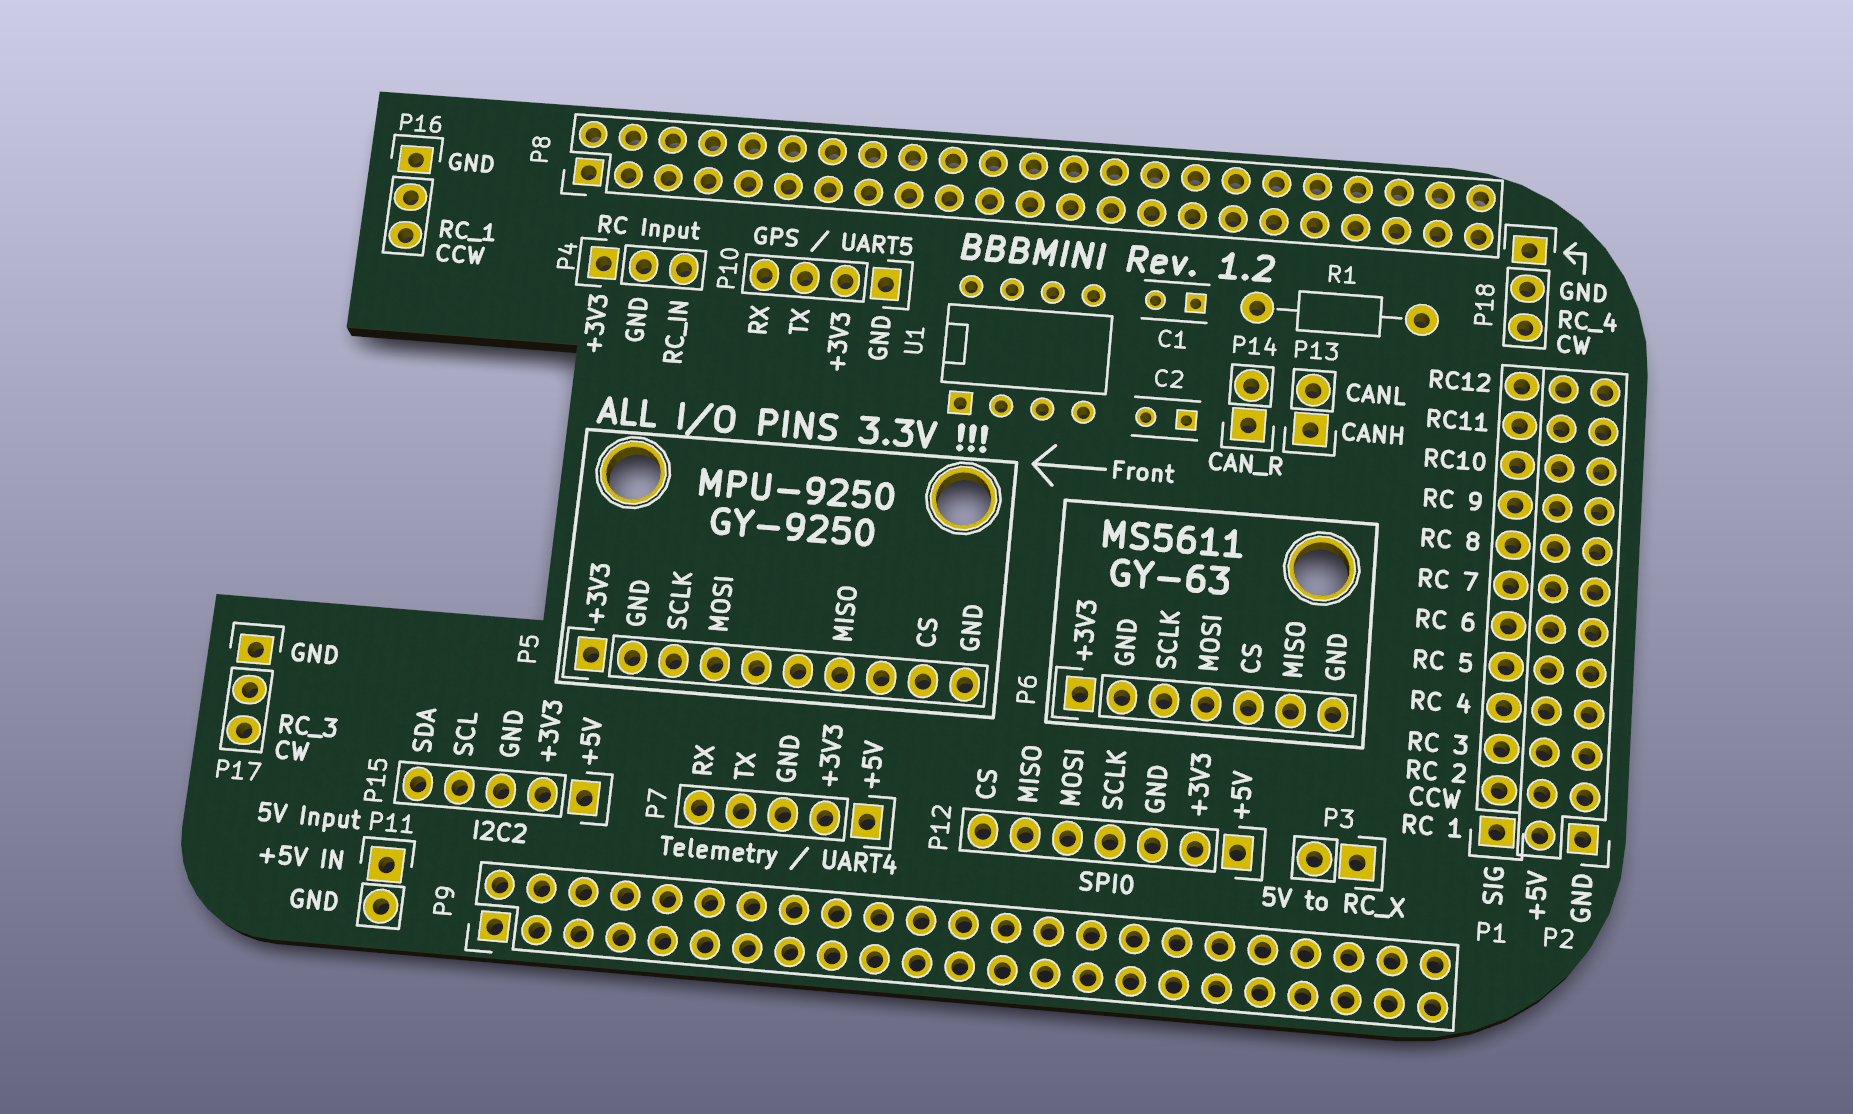 P16
GND
RC_1
CCW
P8
RC Input
P4
+3V3
GND
RC_IN
GPS / UART5
P10
RX
TX
+3V3
GND
U1
BBBMINI Rev. 1.2
C1
C2
R1
P14
P13
CANL
CANH
CAN_R
P18
GND
RC_4
CW
ALL I/O PINS 3.3V !!!
Front
MPU-9250
GY-9250
+3V3
GND
SCLK
MOSI
MISO
CS
GND
P5
MS5611
GY-63
+3V3
GND
SCLK
MOSI
CS
MISO
GND
P6
RC12
RC11
RC10
RC 9
RC 8
RC 7
RC 6
RC 5
RC 4
RC 3
RC 2
CCW
RC 1
SIG
+5V
GND
P1
P2
GND
RC_3
CW
P17
SDA
SCL
GND
+3V3
+5V
P15
I2C2
5V Input
P11
+5V IN
GND
RX
TX
GND
+3V3
+5V
P7
Telemetry / UART4
CS
MISO
MOSI
SCLK
GND
+3V3
+5V
P12
SPI0
P3
5V to RC_X
P9